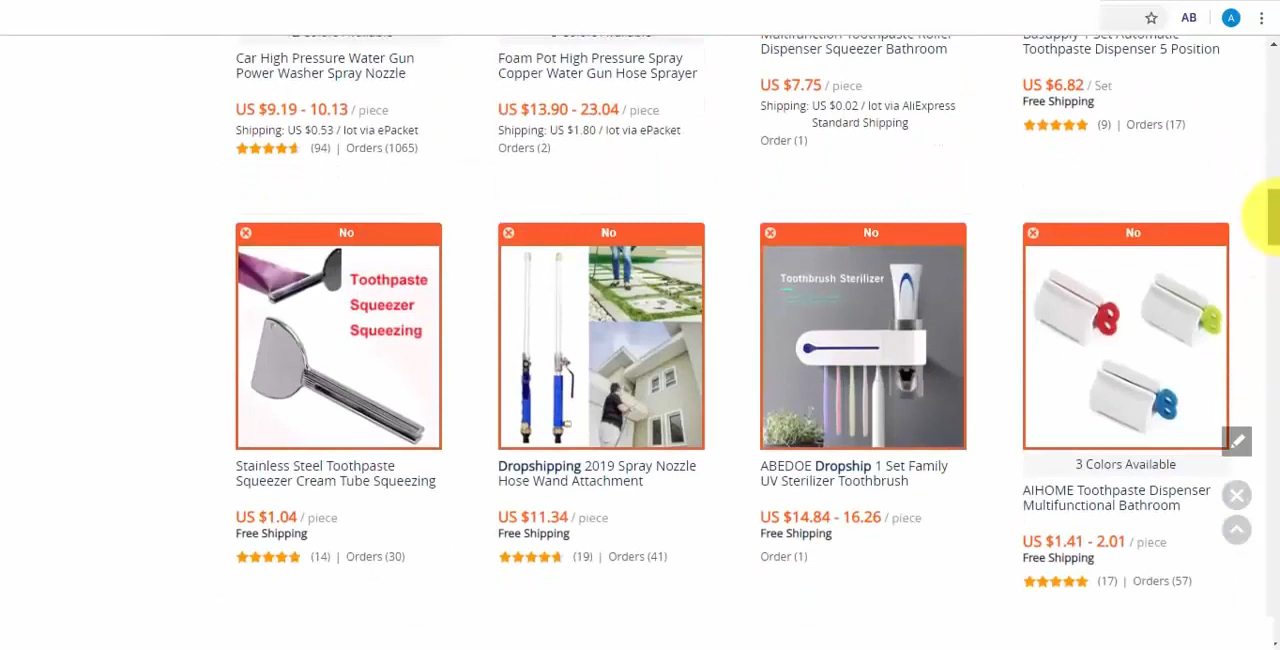 AB
A
Car High Pressure Water Gun
Power Washer Spray Nozzle
US $9.19 - 10.13 / piece
Shipping: US $0.53 / lot via ePacket
(94) | Orders (1065)
Foam Pot High Pressure Spray
Copper Water Gun Hose Sprayer
US $13.90 - 23.04 / piece
Shipping: US $1.80 / lot via ePacket
Orders (2)
Multifunction Toothpaste Roller
Dispenser Squeezer Bathroom
US $7.75 / piece
Shipping: US $0.02 / lot via AliExpress
Standard Shipping
Order (1)
1 Set Automatic
Toothpaste Dispenser 5 Position
US $6.82 / Set
Free Shipping
(9) | Orders (17)
No
Toothpaste
Squeezer
Squeezing
Stainless Steel Toothpaste
Squeezer Cream Tube Squeezing
US $1.04 / piece
Free Shipping
(14) | Orders (30)
No
Dropshipping 2019 Spray Nozzle
Hose Wand Attachment
US $11.34 / piece
Free Shipping
(19) | Orders (41)
No
Toothbrush Sterilizer
ABEDOE Dropship 1 Set Family
UV Sterilizer Toothbrush
US $14.84 - 16.26 / piece
Free Shipping
Order (1)
No
3 Colors Available
AIHOME Toothpaste Dispenser
Multifunctional Bathroom
US $1.41 - 2.01 / piece
Free Shipping
(17) | Orders (57)